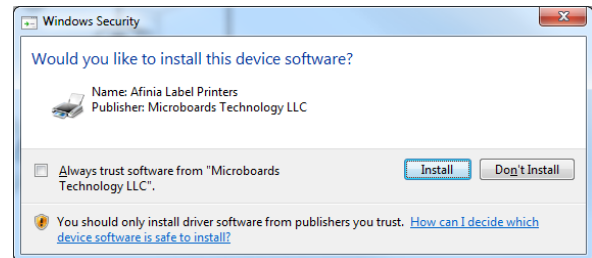 Windows Security
Would you like to install this device software?
Name: Afinia Label Printers
Publisher: Microboards Technology LLC
Always trust software from "Microboards
Technology LLC".
Install
Don't Install
You should only install driver software from publishers you trust. How can I decide which
device software is safe to install?